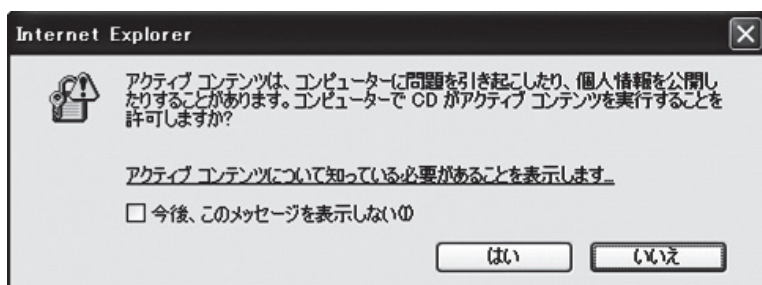 Internet Explorer
アクティブ コンテンツは、コンピューターに問題を引き起こしたり、個人情報を公開し
たりすることがあります。コンピューターで CD がアクティブ コンテンツを実行することを
許可しますか?
アクティブ コンテンツについて知っている必要があることを表示します...
今後、このメッセージを表示しない(I)
はい
いいえ